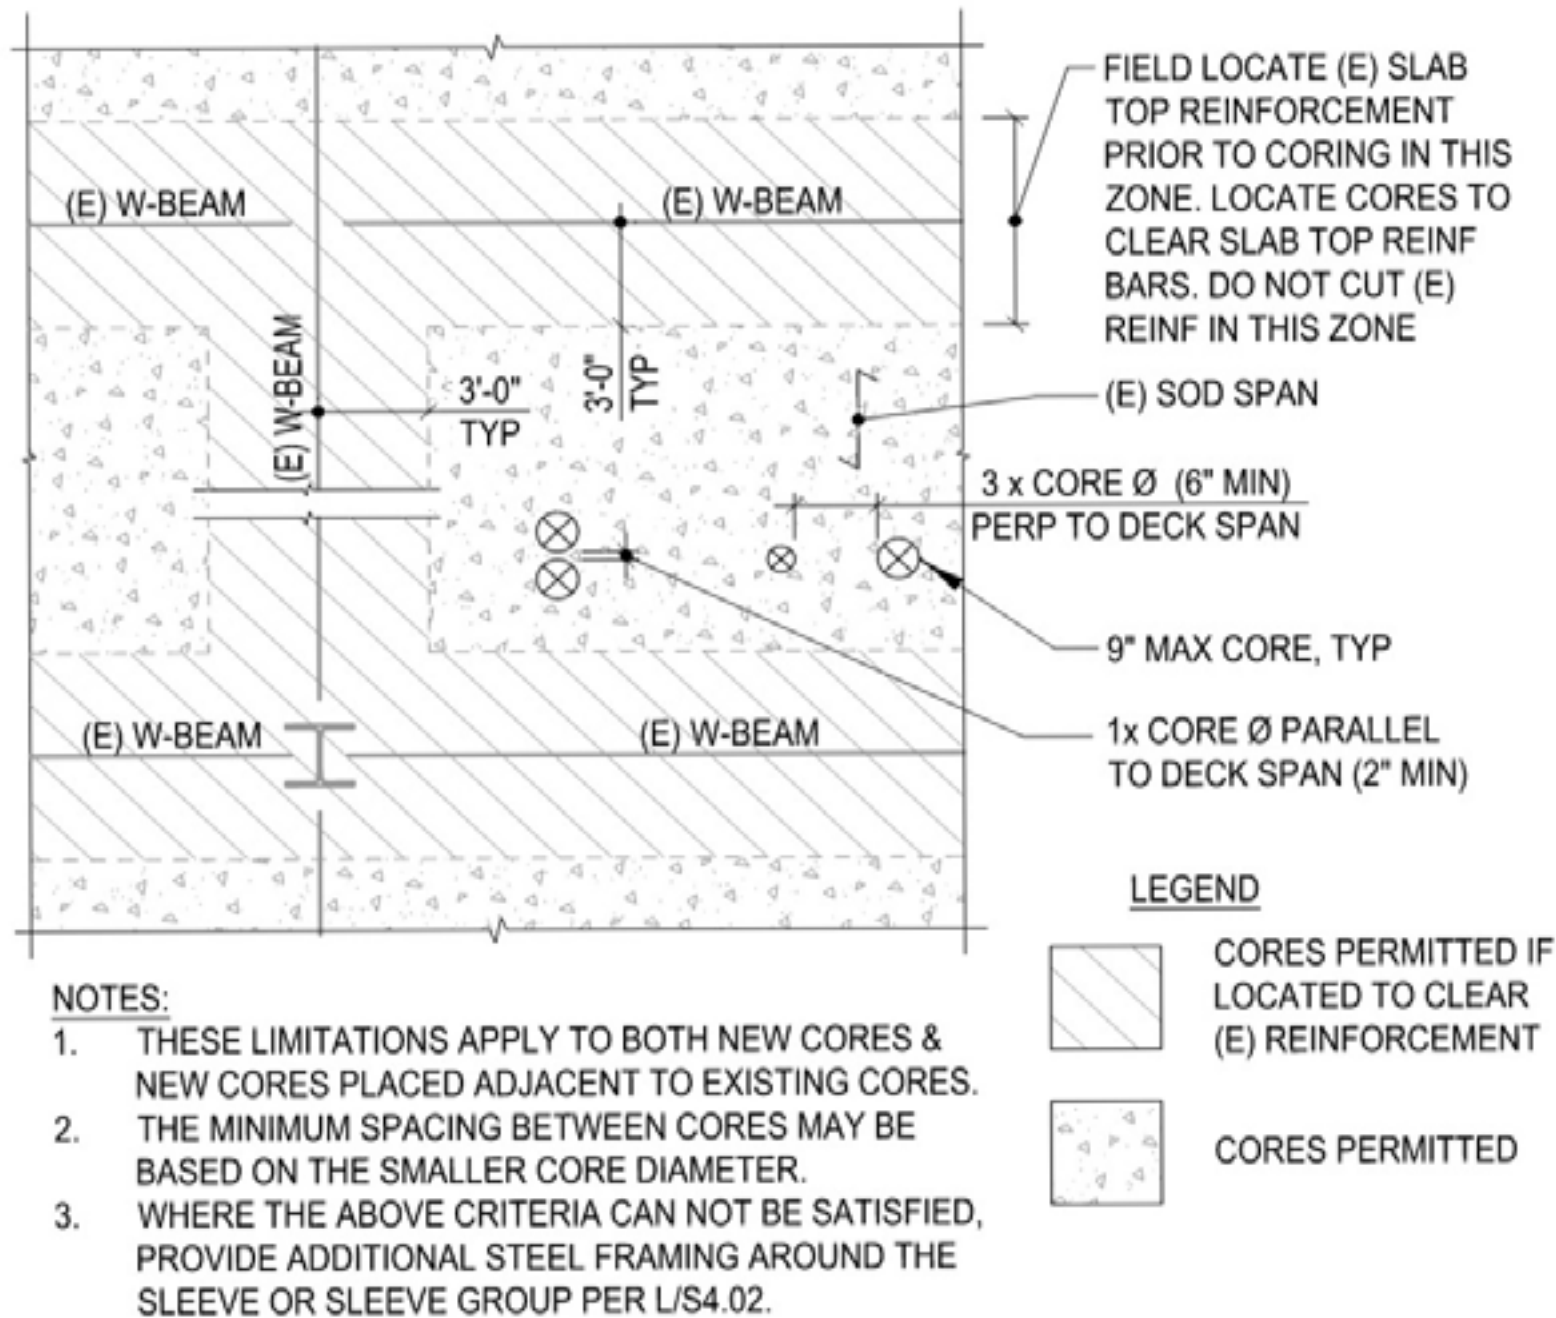 FIELD LOCATE (E) SLAB
TOP REINFORCEMENT
PRIOR TO CORING IN THIS
ZONE. LOCATE CORES TO
CLEAR SLAB TOP REINF
BARS. DO NOT CUT (E)
REINF IN THIS ZONE
(E) W-BEAM
(E) W-BEAM
(E) W-BEAM
3'-0"
TYP
3'-0"
TYP
(E) SOD SPAN
3 x CORE Ø (6" MIN)
PERP TO DECK SPAN
9" MAX CORE, TYP
1x CORE Ø PARALLEL
TO DECK SPAN (2" MIN)
(E) W-BEAM
(E) W-BEAM
LEGEND
CORES PERMITTED IF
LOCATED TO CLEAR
(E) REINFORCEMENT
CORES PERMITTED
NOTES:
1. THESE LIMITATIONS APPLY TO BOTH NEW CORES &
NEW CORES PLACED ADJACENT TO EXISTING CORES.
2. THE MINIMUM SPACING BETWEEN CORES MAY BE
BASED ON THE SMALLER CORE DIAMETER.
3. WHERE THE ABOVE CRITERIA CAN NOT BE SATISFIED,
PROVIDE ADDITIONAL STEEL FRAMING AROUND THE
SLEEVE OR SLEEVE GROUP PER L/S4.02.